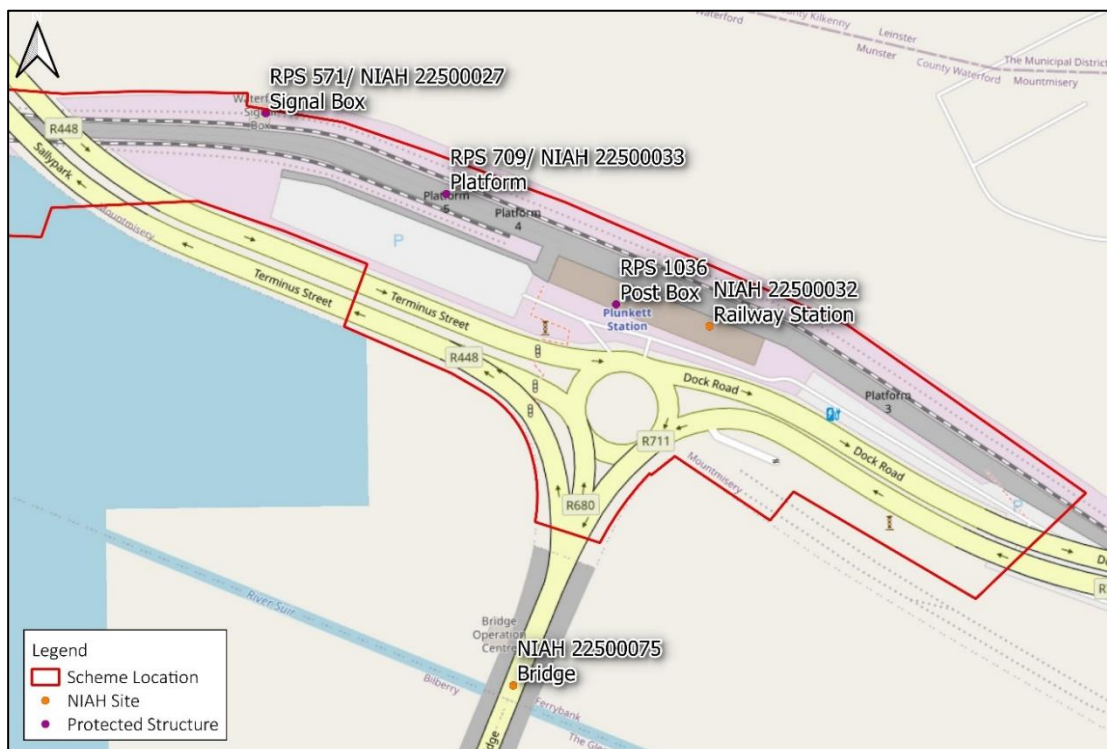 County Kilkenny
Waterford
Leinster
Munster
County Waterford
The Municipal District
Mountmisery
RPS 571/ NIAH 22500027
Signal Box
R448
Sallypark
Mountmisery
RPS 709/ NIAH 22500033
Platform
Platform
5
Platform
4
P
RPS 1036
Post Box
NIAH 22500032
Railway Station
Plunkett
Station
Terminus Street
Terminus Street
R448
Dock Road
Platform
3
R711
Dock Road
Mountmisery
R680
P
River Suir
Bridge
Operation
NIAH 22500075
Bridge
Bilberry
Ferrybank
Legend
Scheme Location
NIAH Site
Protected Structure